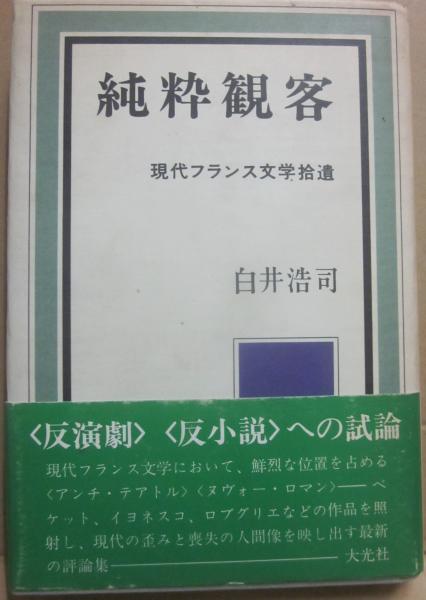 純粋観客
現代フランス文学拾遺
白井浩司
〈反演劇〉〈反小説〉への試論
現代フランス文学において、鮮烈な位置を占める
〈アンチ・テアトル〉〈ヌヴォー・ロマン〉──ベ
ケット、イヨネスコ、ロブグリエなどの作品を照
射し、現代の歪みと喪失の人間像を映し出す最新
の評論集────────大光社